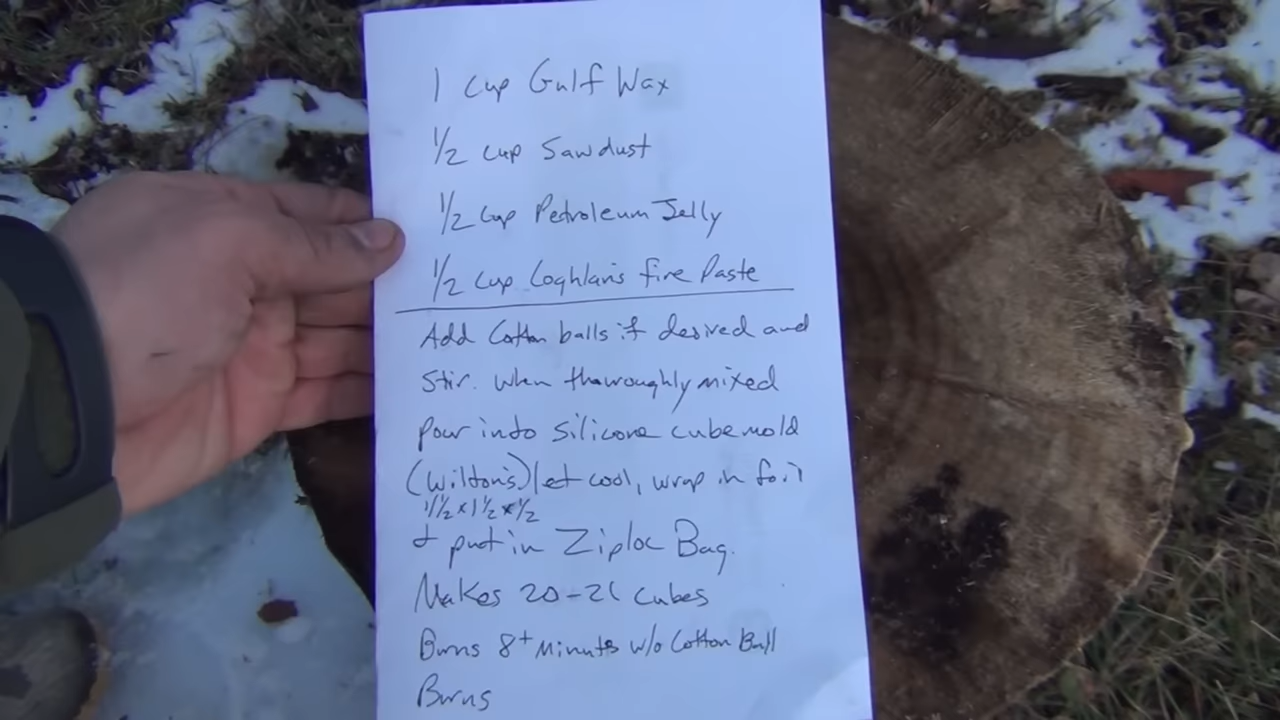 1 Cup Gulf Wax
1/2 Cup Sawdust
1/2 Cup Petroleum Jelly
1/2 Cup Coghlan's fire Paste
Add Cotton balls if desired and
Stir. when thoroughly mixed
pour into silicone cube mold
(Wilton's) let cool, wrap in foil
1 1/2 x 1 1/2 x 1/2
& put in Ziploc Bag.
Makes 20-21 cubes
Burns 8+ Minutes w/o Cotton Ball
Burns